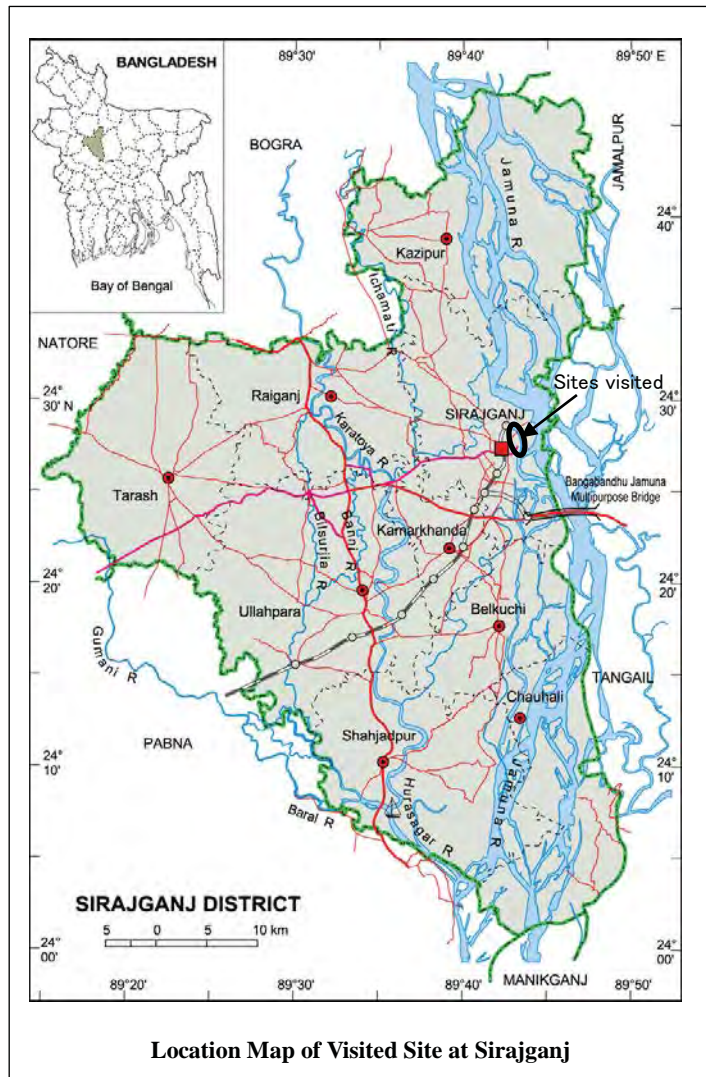 89°30'
89°40'
89°50' E
BANGLADESH
Bay of Bengal
BOGRA
JAMALPUR
Jamuna R
24°
40'
Kazipur
Ichamati R
NATORE
24°
30' N
24°
30'
Sites visited
SIRAJGANJ
Raiganj
Karatoya R
Tarash
Bangabandhu Jamuna
Multipurpose Bridge
Kamarkhanda
Bilsurjia R
Banni R
24°
20'
24°
20'
Ullahpara
Belkuchi
Gumani R
TANGAIL
Chauhali
PABNA
Shahjadpur
24°
10'
24°
10'
Jamuna R
Hurasagar R
Baral R
SIRAJGANJ DISTRICT
5 0 5 10 km
24°
00'
24°
00'
MANIKGANJ
89°20'
89°30'
89°40'
89°50'
Location Map of Visited Site at Sirajganj